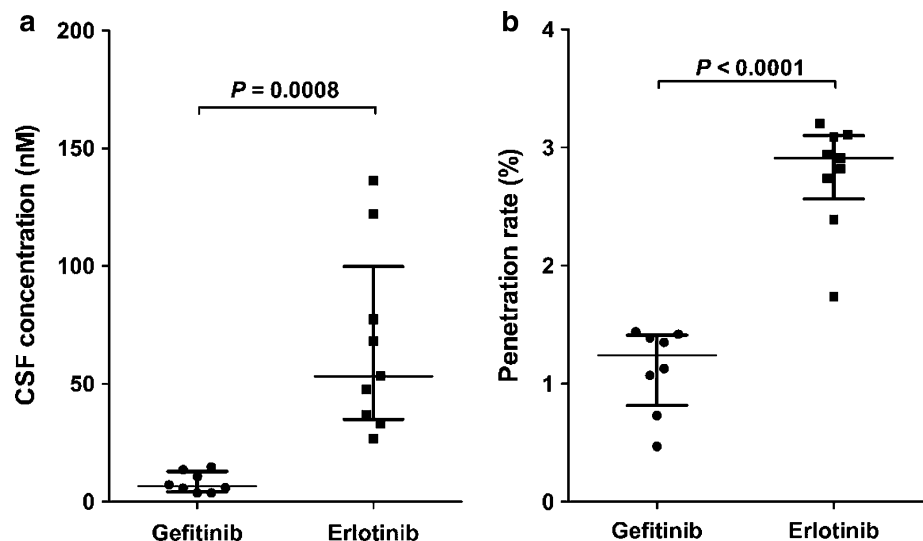 a
200
150
100
50
0
CSF concentration (nM)
P = 0.0008
Gefitinib Erlotinib
b
4
3
2
1
0
Penetration rate (%)
P < 0.0001
Gefitinib Erlotinib